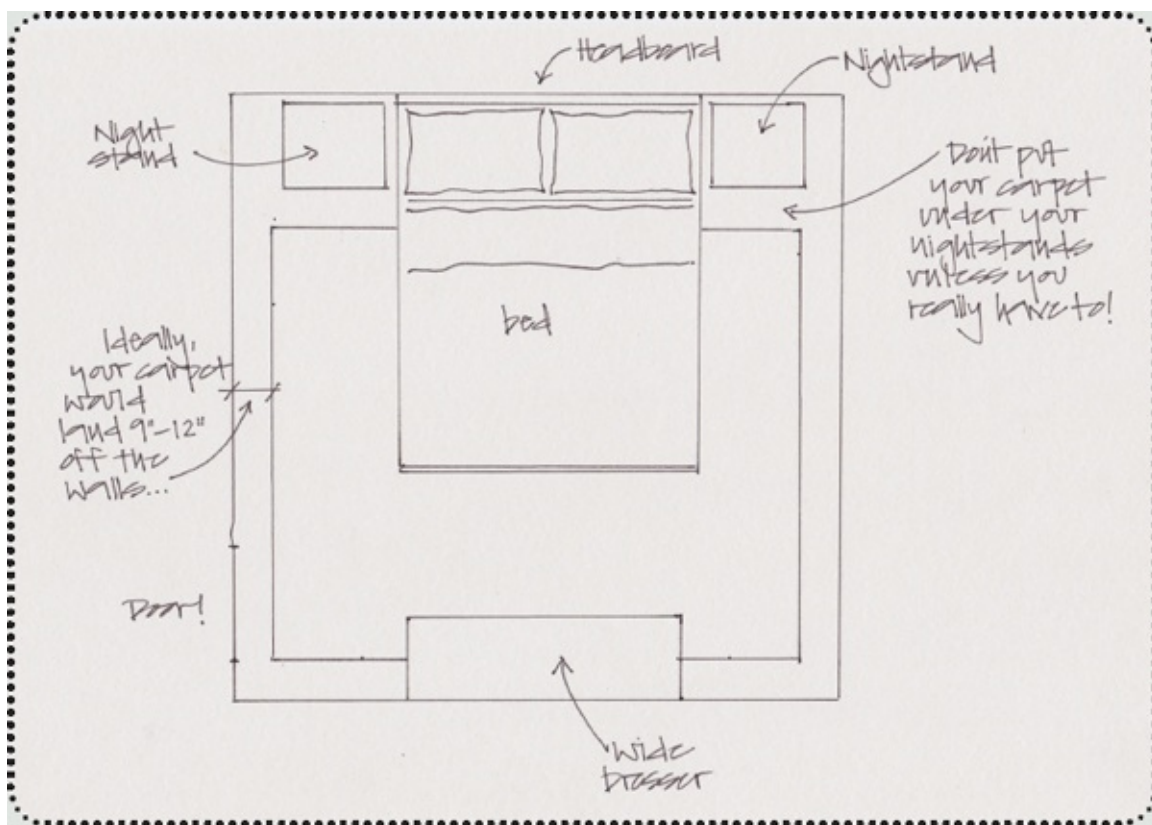 Headboard
Nightstand
Night
stand
Don't put
your carpet
under your
nightstands
unless you
really have to!
bed
Ideally,
your carpet
would
land 9"-12"
off the
walls...
Door!
Wide
Dresser